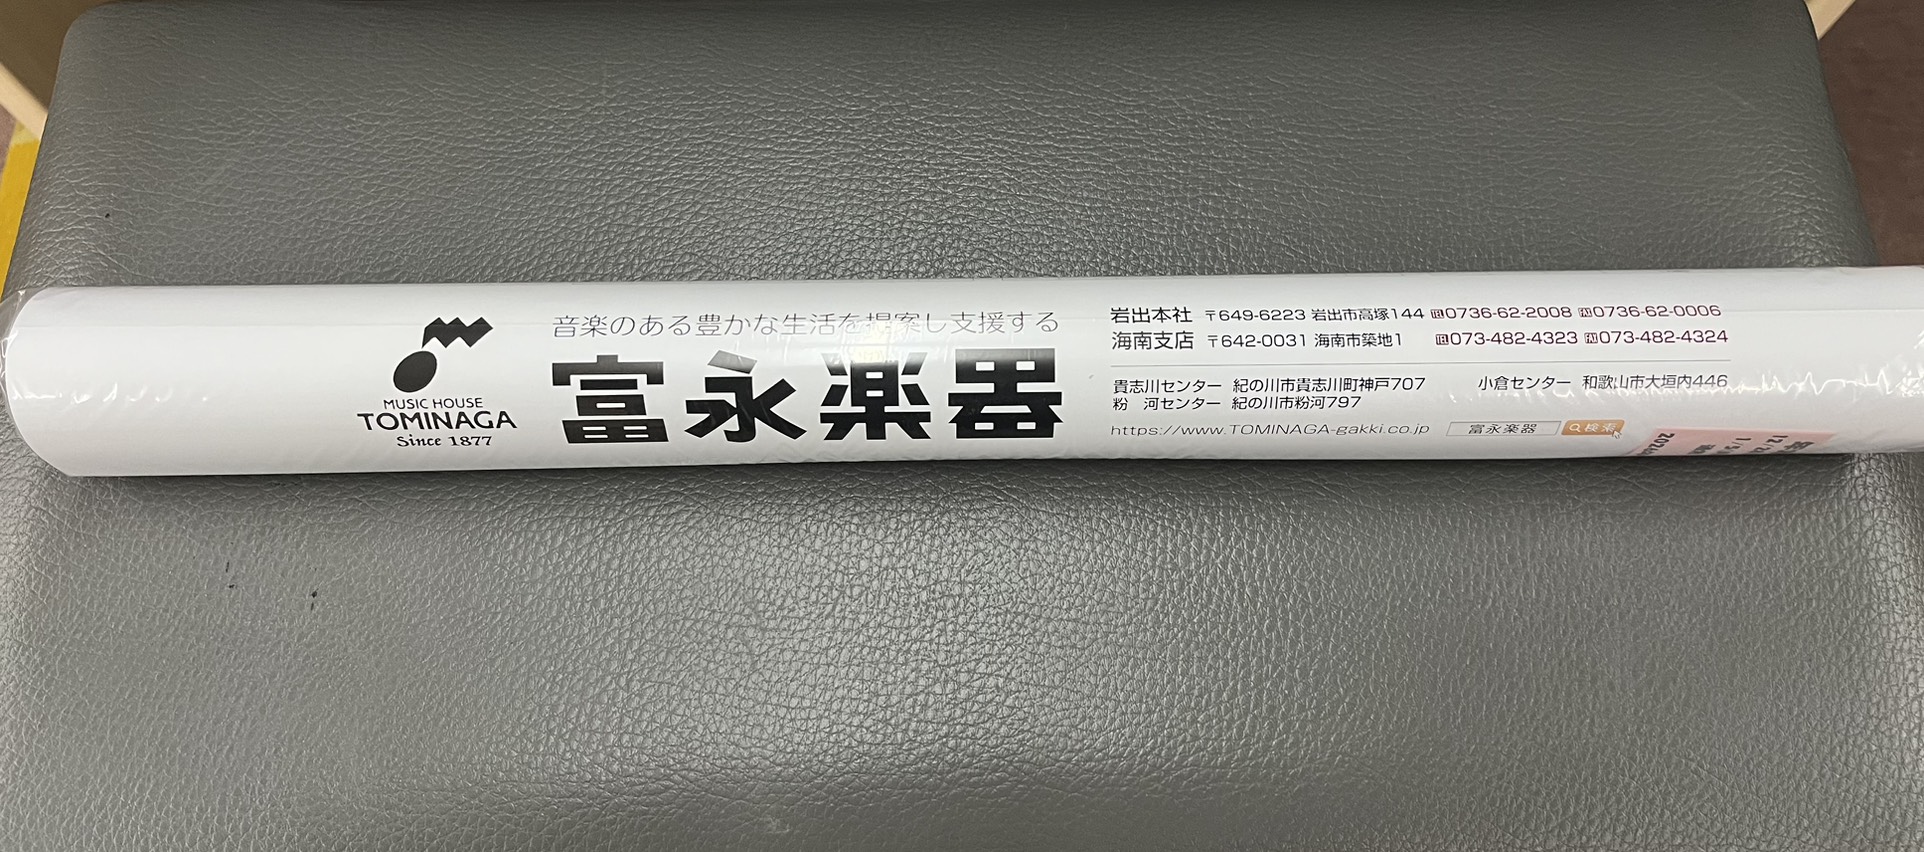 MUSIC HOUSE
TOMINAGA
Since 1877
音楽のある豊かな生活を提案し支援する
富永楽器
岩出本社 〒649-6223 岩出市高塚144 TEL0736-62-2008 FAX0736-62-0006
海南支店 〒642-0031 海南市築地1 TEL073-482-4323 FAX073-482-4324
貴志川センター 紀の川市貴志川町神戸707 小倉センター 和歌山市大垣内446
粉 河センター 紀の川市粉河797
https://www.TOMINAGA-gakki.co.jp 富永楽器 検索